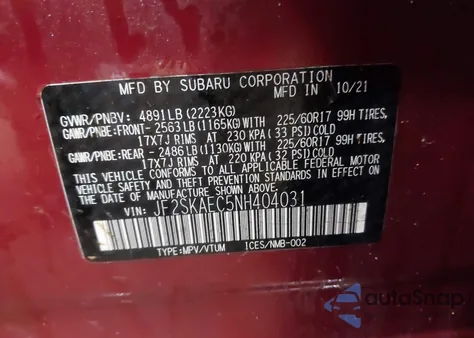 MFD BY SUBARU CORPORATION
MFD IN 10/21
GVWR/PNBV: 4891LB (2223KG)
GAWR/PNBE: FRONT- 2563LB (1165KG) WITH 225/60R17 99H TIRES,
17X7J RIMS AT 230 KPA (33 PSI) COLD
GAWR/PNBE: REAR - 2486LB (1130KG) WITH 225/60R17 99H TIRES,
17X7J RIMS AT 220 KPA (32 PSI) COLD
THIS VEHICLE CONFORMS TO ALL APPLICABLE FEDERAL MOTOR
VEHICLE SAFETY, BUMPER, AND THEFT PREVENTION STANDARDS IN EFFECT ON
THE DATE OF MANUFACTURE SHOWN ABOVE.
VIN: JF2SKAEC5NH404031
TYPE:MPV/VTUM ICES/NMB-002
autoSnap